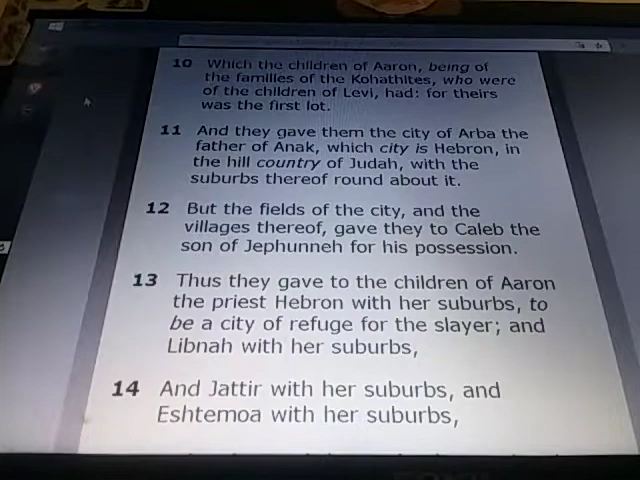 10 Which the children of Aaron, being of
the families of the Kohathites, who were
of the children of Levi, had: for theirs
was the first lot.
11 And they gave them the city of Arba the
father of Anak, which city is Hebron, in
the hill country of Judah, with the
suburbs thereof round about it.
12 But the fields of the city, and the
villages thereof, gave they to Caleb the
son of Jephunneh for his possession.
13 Thus they gave to the children of Aaron
the priest Hebron with her suburbs, to
be a city of refuge for the slayer; and
Libnah with her suburbs,
14 And Jattir with her suburbs, and
Eshtemoa with her suburbs,